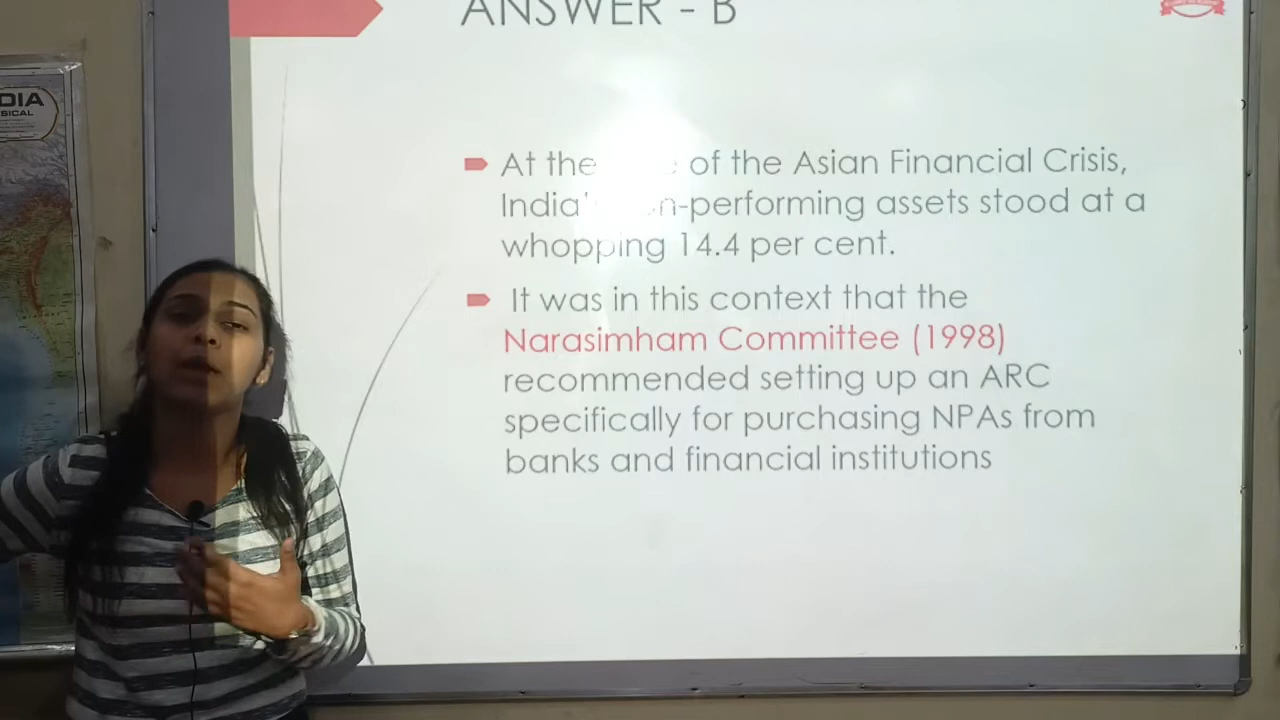 DIA
SICAL
ANSWER - B
At the of the Asian Financial Crisis,
India' n-performing assets stood at a
whopping 14.4 per cent.
It was in this context that the
Narasimham Committee (1998)
recommended setting up an ARC
specifically for purchasing NPAs from
banks and financial institutions